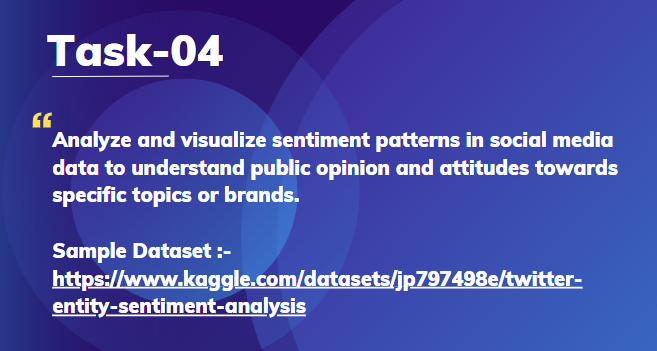 Task-04
“
Analyze and visualize sentiment patterns in social media
data to understand public opinion and attitudes towards
specific topics or brands.
Sample Dataset :-
https://www.kaggle.com/datasets/jp797498e/twitter-
entity-sentiment-analysis